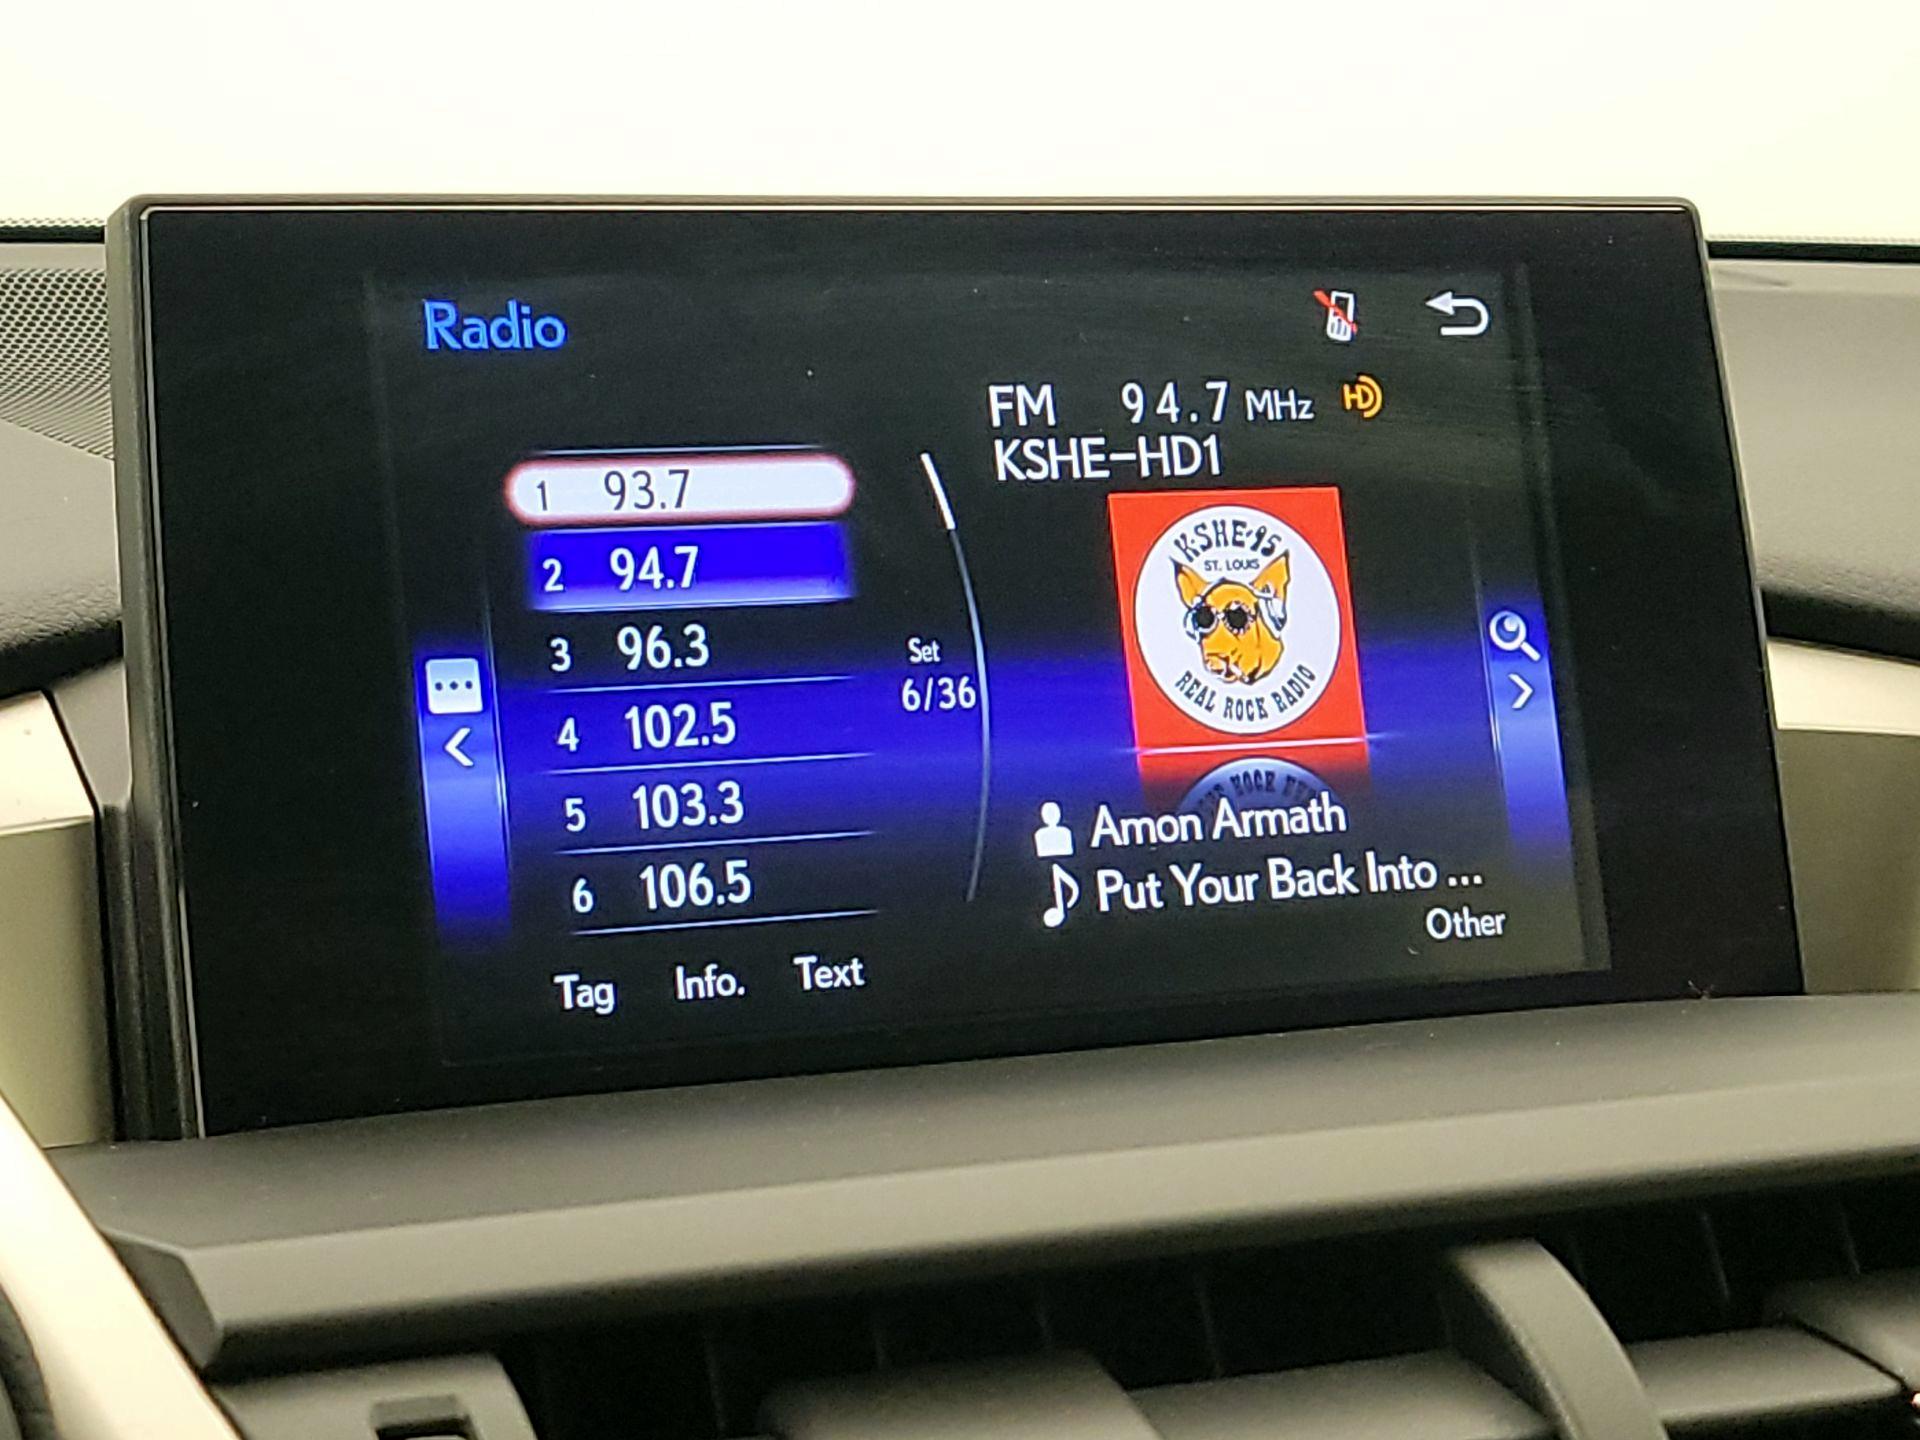 Radio
FM 94.7 MHz HD
KSHE-HD1
1 93.7
2 94.7
3 96.3
4 102.5
5 103.3
6 106.5
Set
6/36
K-SHE-95
ST. LOUIS
REAL ROCK RADIO
Amon Armath
Put Your Back Into ...
Other
Tag Info. Text